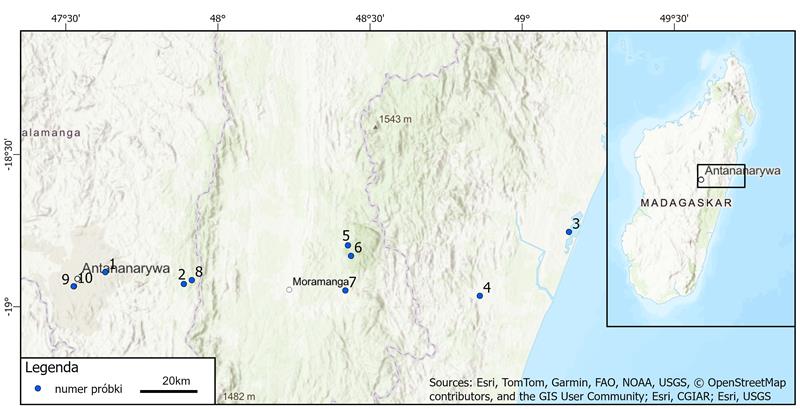 47°30'
48°
48°30'
49°
49°30'
-18°30'
-19°
alamanga
1543 m
5
6
3
1
Antananarywa
9
10
2
8
Moramanga
7
4
1482 m
Antananarywa
MADAGASKAR
Legenda
numer próbki
20km
Sources: Esri, TomTom, Garmin, FAO, NOAA, USGS, © OpenStreetMap
contributors, and the GIS User Community; Esri, CGIAR; Esri, USGS